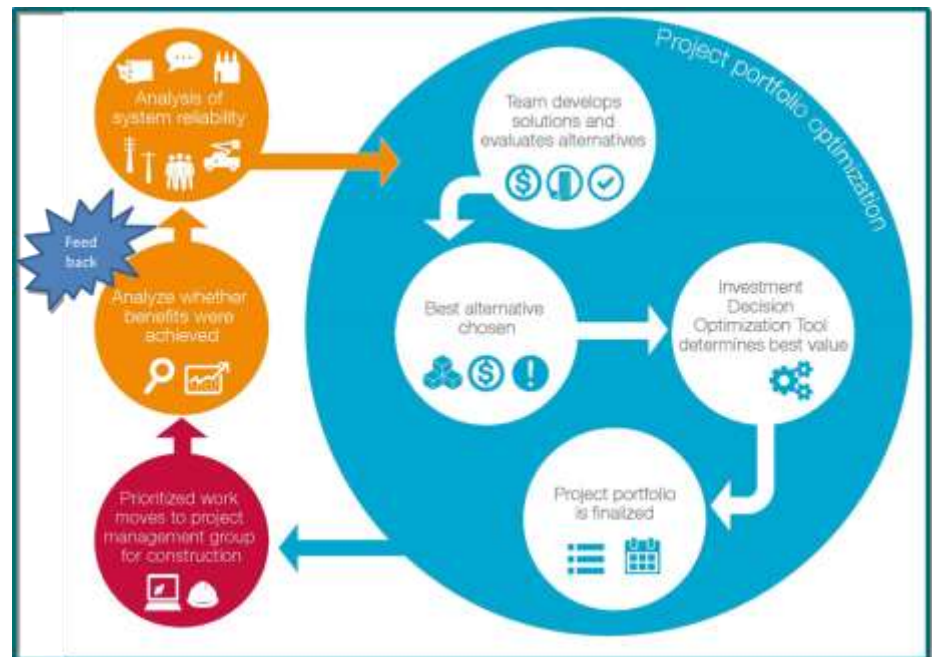 Project portfolio optimization
Analysis of
system reliability
Team develops
solutions and
evaluates alternatives
Feed
back
Analyze whether
benefits were
achieved
Best alternative
chosen
Investment
Decision
Optimization Tool
determines best value
Prioritized work
moves to project
management group
for construction
Project portfolio
is finalized